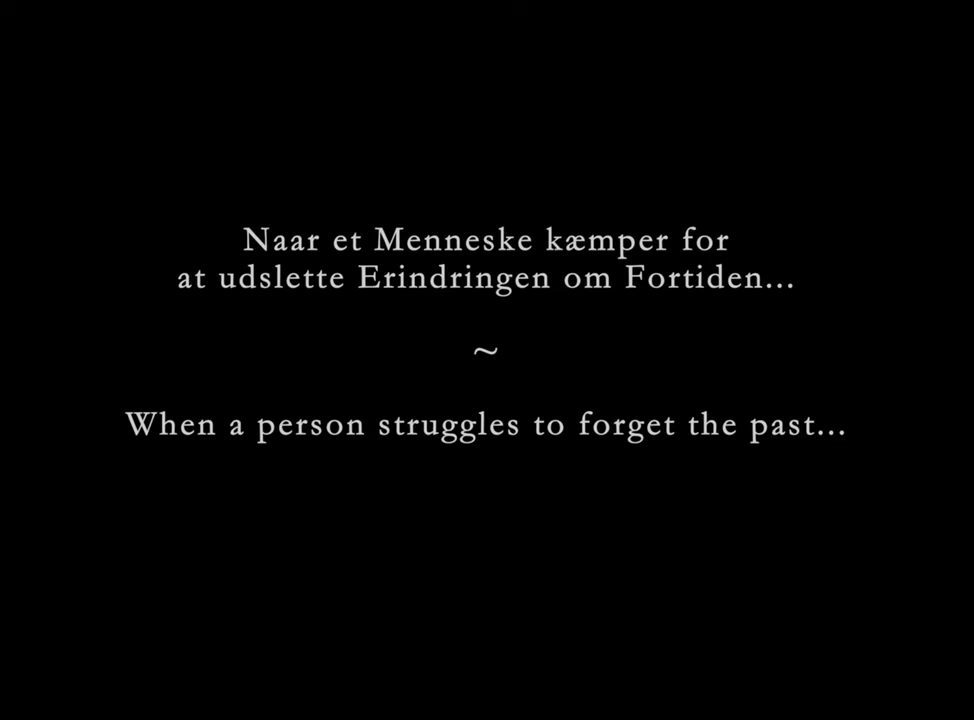 Naar et Menneske kæmper for
at udslette Erindringen om Fortiden...
~
When a person struggles to forget the past...